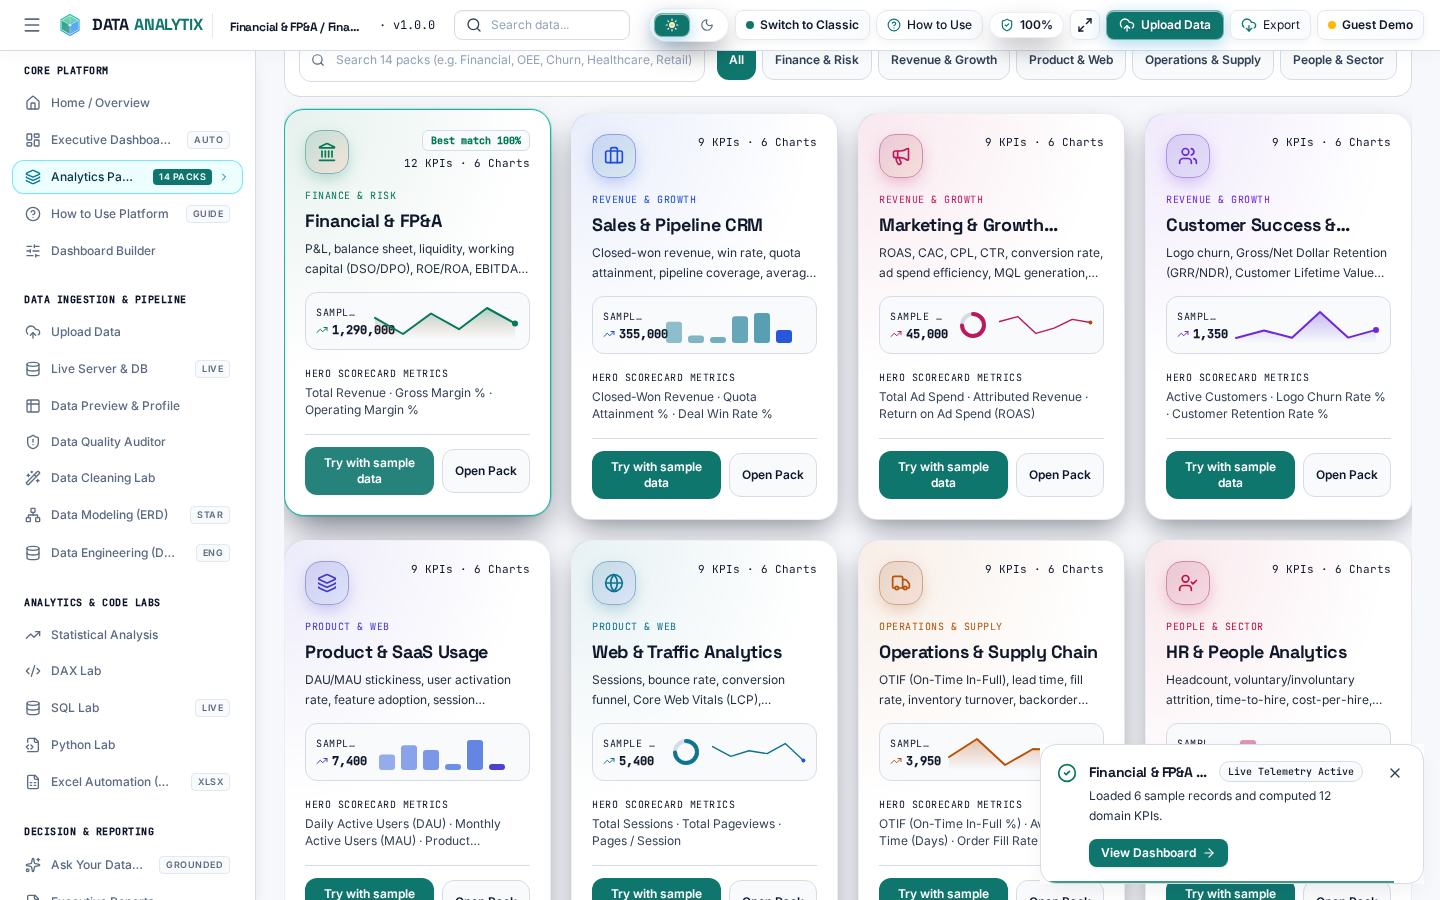 DATA ANALYTIX
Financial & FP&A / Fina...
· v1.0.0
Search data...
Switch to Classic
How to Use
100%
Upload Data
Export
Guest Demo
CORE PLATFORM
Home / Overview
Executive Dashboa... AUTO
Analytics Pa... 14 PACKS
How to Use Platform GUIDE
Dashboard Builder
DATA INGESTION & PIPELINE
Upload Data
Live Server & DB LIVE
Data Preview & Profile
Data Quality Auditor
Data Cleaning Lab
Data Modeling (ERD) STAR
Data Engineering (D... ENG
ANALYTICS & CODE LABS
Statistical Analysis
DAX Lab
SQL Lab LIVE
Python Lab
Excel Automation (... XLSX
DECISION & REPORTING
Ask Your Data... GROUNDED
Executive Reports
Search 14 packs (e.g. Financial, OEE, Churn, Healthcare, Retail)
All
Finance & Risk
Revenue & Growth
Product & Web
Operations & Supply
People & Sector
Best match 100%
12 KPIs · 6 Charts
FINANCE & RISK
Financial & FP&A
P&L, balance sheet, liquidity, working
capital (DSO/DPO), ROE/ROA, EBITDA...
SAMPL...
1,290,000
HERO SCORECARD METRICS
Total Revenue · Gross Margin % ·
Operating Margin %
Try with sample
data
Open Pack
9 KPIs · 6 Charts
REVENUE & GROWTH
Sales & Pipeline CRM
Closed-won revenue, win rate, quota
attainment, pipeline coverage, averag...
SAMPL...
355,000
HERO SCORECARD METRICS
Closed-Won Revenue · Quota
Attainment % · Deal Win Rate %
Try with sample
data
Open Pack
9 KPIs · 6 Charts
REVENUE & GROWTH
Marketing & Growth...
ROAS, CAC, CPL, CTR, conversion rate,
ad spend efficiency, MQL generation,...
SAMPLE ...
45,000
HERO SCORECARD METRICS
Total Ad Spend · Attributed Revenue ·
Return on Ad Spend (ROAS)
Try with sample
data
Open Pack
9 KPIs · 6 Charts
REVENUE & GROWTH
Customer Success &...
Logo churn, Gross/Net Dollar Retention
(GRR/NDR), Customer Lifetime Value...
SAMPL...
1,350
HERO SCORECARD METRICS
Active Customers · Logo Churn Rate %
· Customer Retention Rate %
Try with sample
data
Open Pack
9 KPIs · 6 Charts
PRODUCT & WEB
Product & SaaS Usage
DAU/MAU stickiness, user activation
rate, feature adoption, session...
SAMPL...
7,400
HERO SCORECARD METRICS
Daily Active Users (DAU) · Monthly
Active Users (MAU) · Product...
Try with sample
Open Pack
9 KPIs · 6 Charts
PRODUCT & WEB
Web & Traffic Analytics
Sessions, bounce rate, conversion
funnel, Core Web Vitals (LCP),...
SAMPLE ...
5,400
HERO SCORECARD METRICS
Total Sessions · Total Pageviews ·
Pages / Session
Try with sample
Open Pack
9 KPIs · 6 Charts
OPERATIONS & SUPPLY
Operations & Supply Chain
OTIF (On-Time In-Full), lead time, fill
rate, inventory turnover, backorder...
SAMPL...
3,950
HERO SCORECARD METRICS
OTIF (On-Time In-Full %) ·
Time (Days) · Order Fill Rate
Try with sample
9 KPIs · 6 Charts
PEOPLE & SECTOR
HR & People Analytics
Headcount, voluntary/involuntary
attrition, time-to-hire, cost-per-hire,...
SAMPL...
Try with sample
Open Pack
Financial & FP&A ...
Live Telemetry Active
Loaded 6 sample records and computed 12
domain KPIs.
View Dashboard